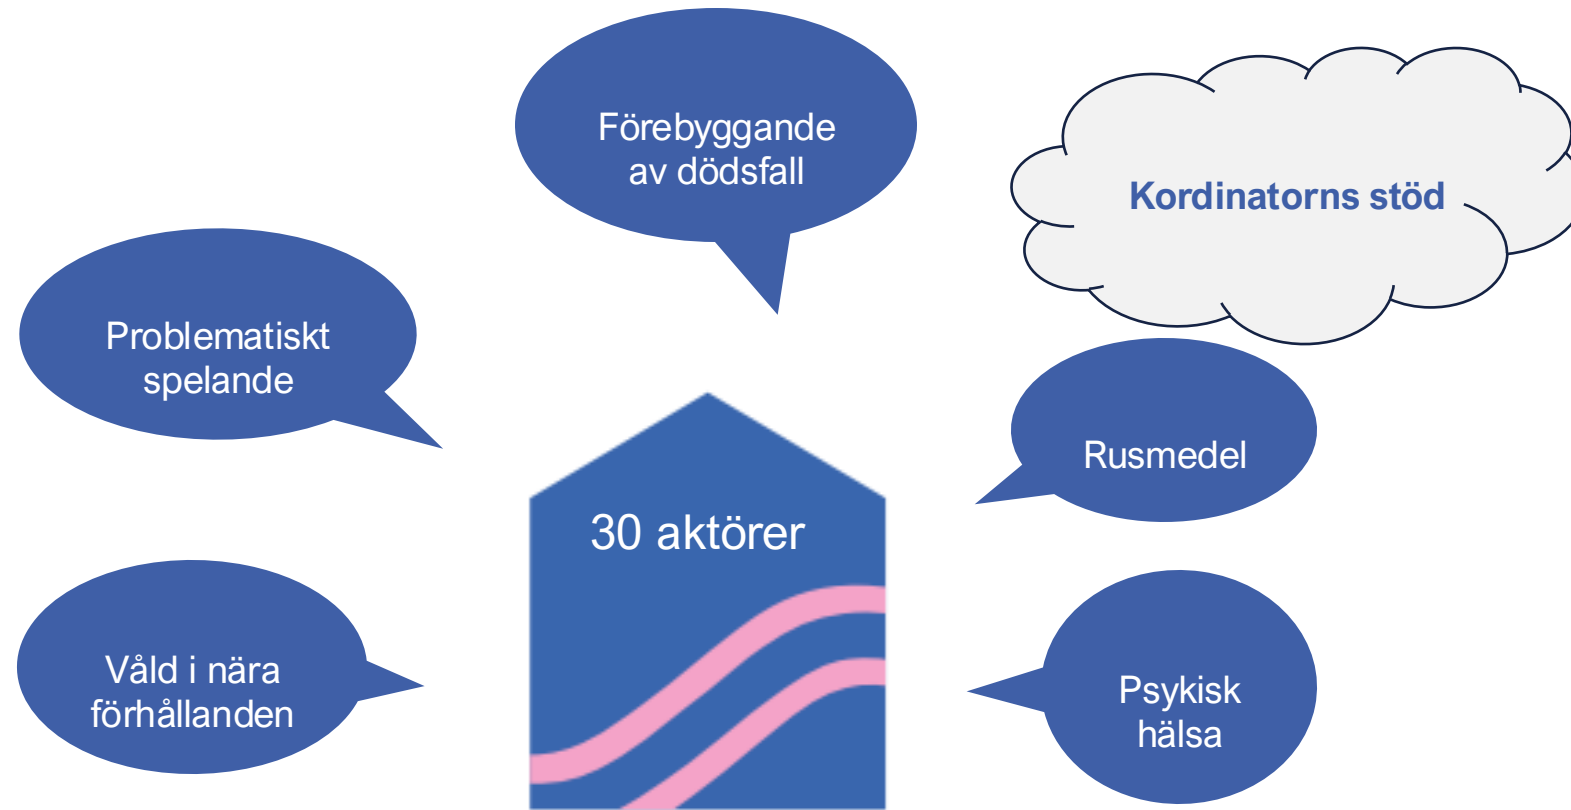 Förebyggande
av dödsfall
Kordinatorns stöd
Problematiskt
spelande
Rusmedel
30 aktörer
Våld i nära
förhållanden
Psykisk
hälsa